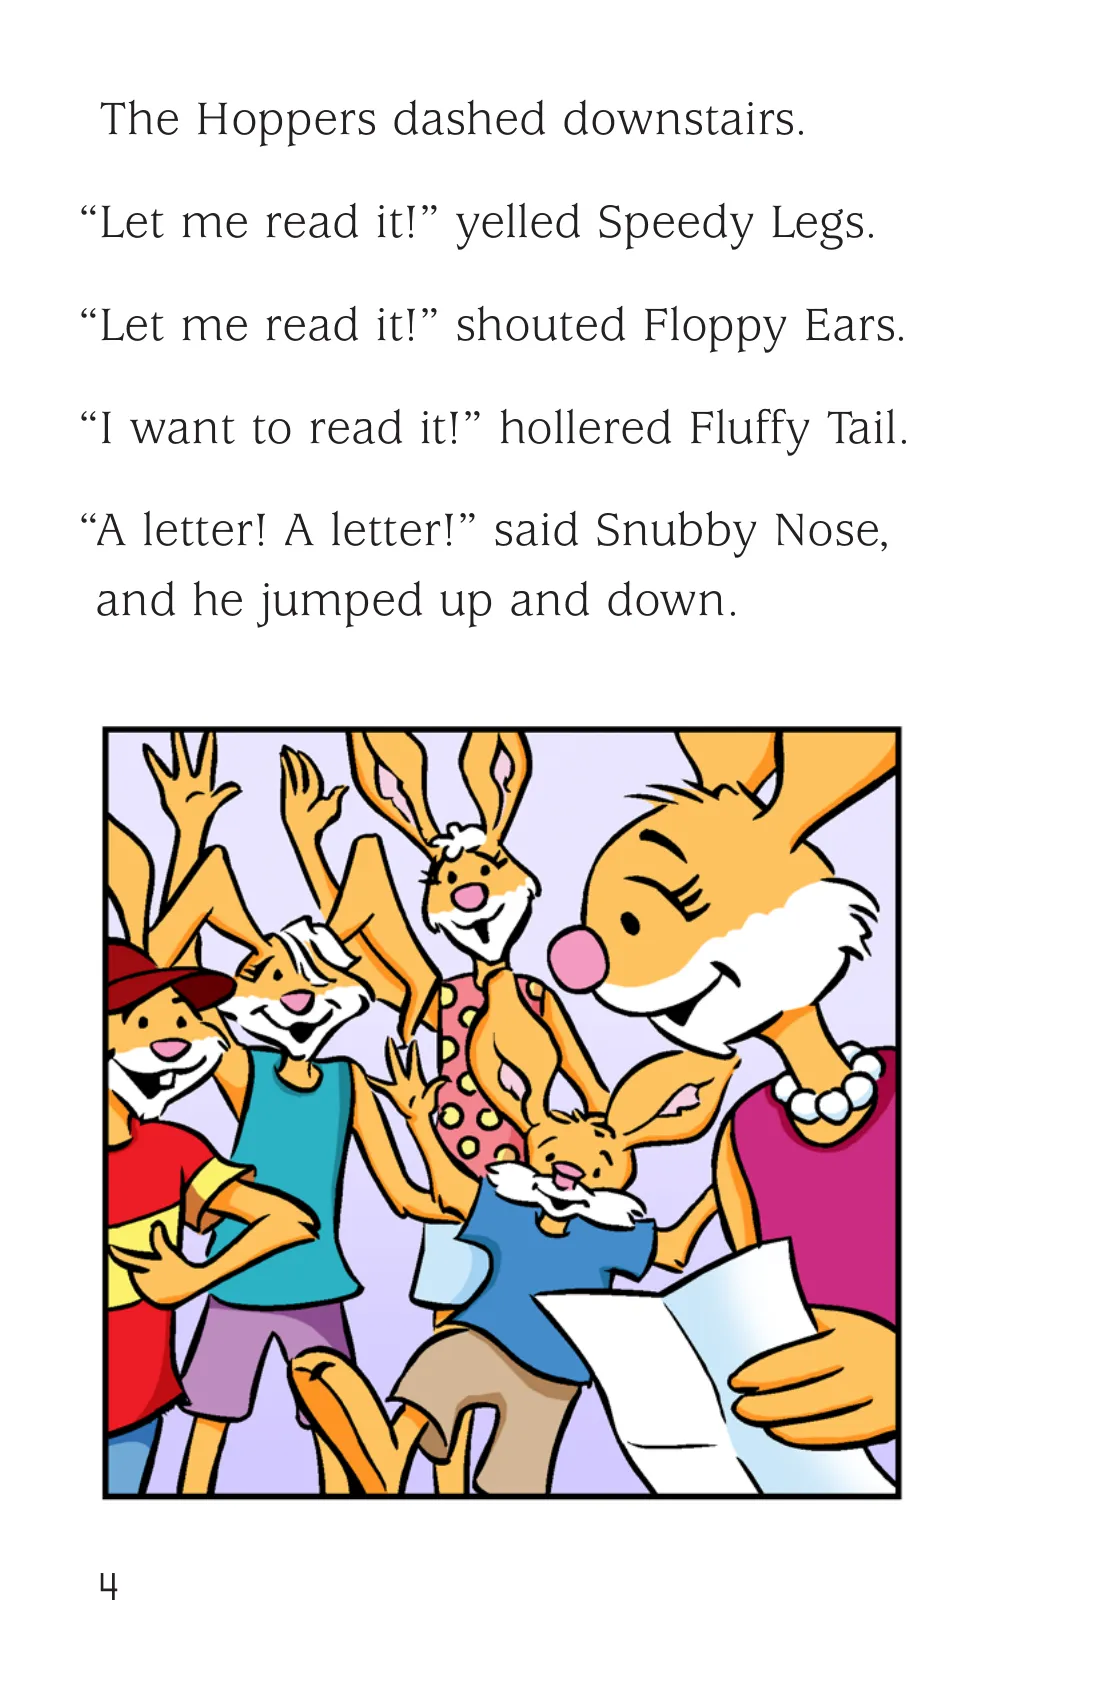 The Hoppers dashed downstairs.
“Let me read it!” yelled Speedy Legs.
“Let me read it!” shouted Floppy Ears.
“I want to read it!” hollered Fluffy Tail.
“A letter! A letter!” said Snubby Nose,
and he jumped up and down.
4